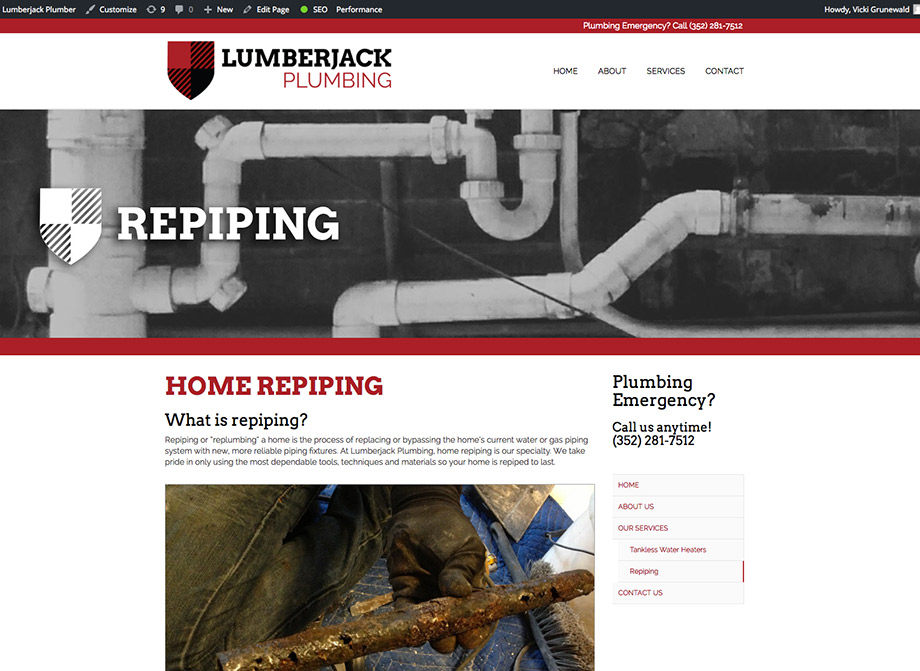 Lumberjack Plumber Customize 9 0 New Edit Page SEO Performance Howdy, Vicki Grunewald
Plumbing Emergency? Call (352) 281-7512
LUMBERJACK
PLUMBING
HOME ABOUT SERVICES CONTACT
REPIPING
HOME REPIPING
What is repiping?
Repiping or "replumbing" a home is the process of replacing or bypassing the home's current water or gas piping
system with new, more reliable piping fixtures. At Lumberjack Plumbing, home repiping is our specialty. We take
pride in only using the most dependable tools, techniques and materials so your home is repiped to last.
Plumbing
Emergency?
Call us anytime!
(352) 281-7512
HOME
ABOUT US
OUR SERVICES
Tankless Water Heaters
Repiping
CONTACT US